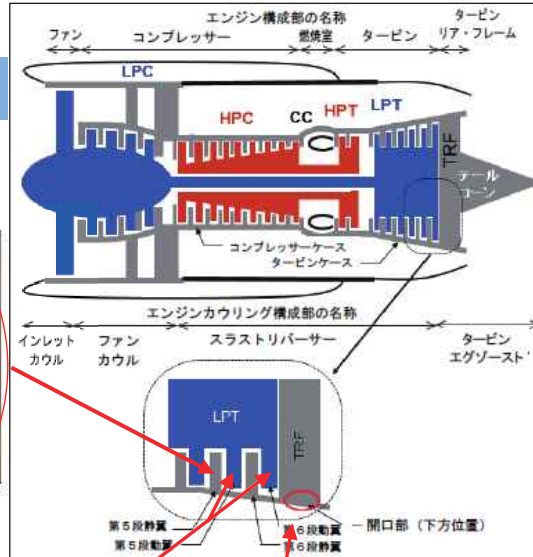 エンジン構成部の名称
ファン
コンプレッサー
燃焼室
タービン
タービン
リア・フレーム
LPC
HPC
CC
HPT
LPT
TRF
テール
コーン
コンプレッサーケース
タービンケース
エンジンカウリング構成部の名称
インレット
カウル
ファン
カウル
スラストリバーサー
タービン
エグゾースト
LPT
TRF
第5段静翼
第5段動翼
第6段動翼
第6段静翼
開口部(下方位置)